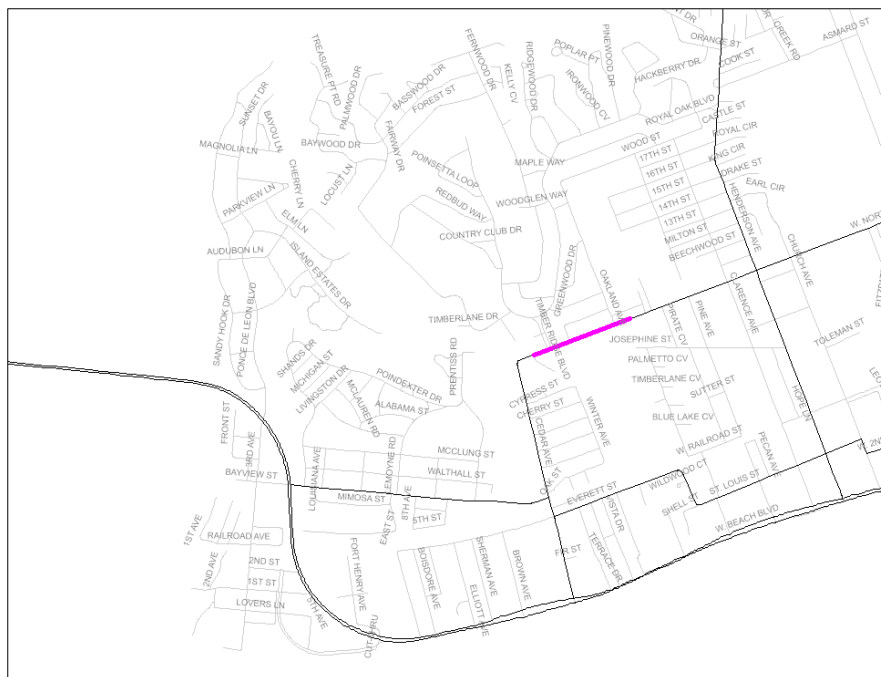 TREASURE PT RD
PALMWOOD DR
BASSWOOD DR
FOREST ST
FERNWOOD DR
KELLY CV
RIDGEWOOD DR
POPLAR PT
IRONWOOD CV
PINEWOOD DR
ORANGE ST
COOK ST
CREEK RD
ASMARD ST
HACKBERRY DR
ROYAL OAK BLVD
CASTLE ST
ROYAL CIR
KING CIR
DRAKE ST
EARL CIR
SUNSET DR
BAYOU LN
MAGNOLIA LN
BAYWOOD DR
FAIRWAY DR
CHERRY LN
LOCUST LN
PARKVIEW LN
ELM LN
AUDUBON LN
ISLAND ESTATES DR
POINSETTA LOOP
REDBUD WAY
COUNTRY CLUB DR
MAPLE WAY
WOODGLEN WAY
WOOD ST
17TH ST
16TH ST
15TH ST
14TH ST
13TH ST
MILTON ST
BEECHWOOD ST
HENDERSON AVE
CHURCH AVE
CLARENCE AVE
GREENWOOD DR
TIMBER RIDGE BLVD
TIMBERLANE DR
SANDY HOOK DR
PONCE DE LEON BLVD
SHANDS DR
MICHIGAN ST
LIVINGSTON DR
MCLAUREN RD
POINDEXTER DR
ALABAMA ST
PRENTISS RD
PIRATE CV
PINE AVE
JOSEPHINE ST
PALMETTO CV
TIMBERLANE CV
SUTTER ST
BLUE LAKE CV
TOLEMAN ST
HOPE LN
CYPRESS ST
CHERRY ST
CEDAR AVE
WINTER AVE
OAK ST
W. RAILROAD ST
WILDWOOD CT
EVERETT ST
SHELL ST
ST. LOUIS ST
PECAN AVE
W. BEACH BLVD
VISTA DR
TERRACE DR
FIR ST
FRONT ST
3RD AVE
BAYVIEW ST
LOUISIANA AVE
LEMOYNE RD
MCCLUNG ST
WALTHALL ST
MIMOSA ST
8TH AVE
5TH ST
EAST ST
1ST AVE
RAILROAD AVE
2ND AVE
2ND ST
1ST ST
LOVERS LN
5TH AVE
FORT HENRY AVE
BOISDORE AVE
SHERMAN AVE
ELLIOTT AVE
BROWN AVE